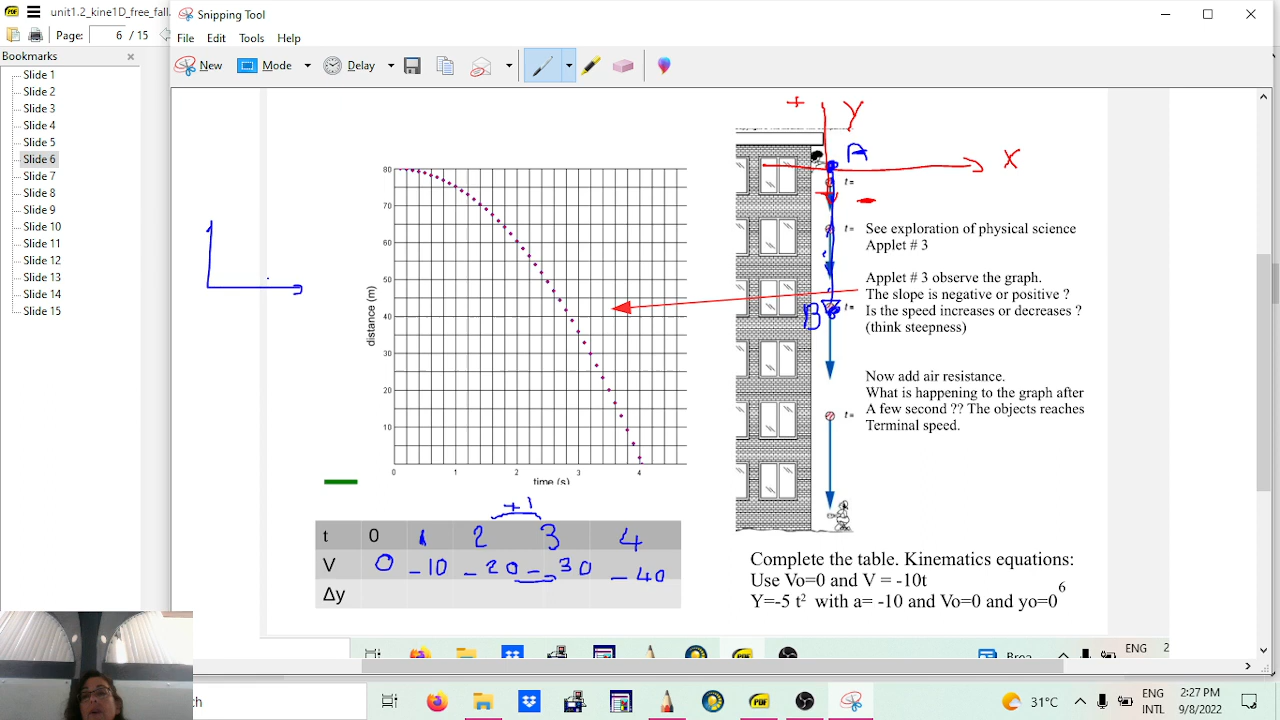 unit1.2_kine1D_free_fall.
Snipping Tool
File Edit Tools Help
Page: 6 / 15
New Mode Delay
Bookmarks
Slide 1
Slide 2
Slide 3
Slide 4
Slide 5
Slide 6
Slide 7
Slide 8
Slide 9
Slide 10
Slide 11
Slide 12
Slide 13
Slide 14
Slide 15
+ Y
A
X
-
B
t =
t =
t =
t =
80
70
60
50
40
30
20
10
distance (m)
0 1 2 3 4
time (s)
See exploration of physical science
Applet # 3
Applet # 3 observe the graph.
The slope is negative or positive ?
Is the speed increases or decreases ?
(think steepness)
Now add air resistance.
What is happening to the graph after
A few second ?? The objects reaches
Terminal speed.
+1
t 0 1 2 3 4
V 0 -10 -20 -30 -40
Δy
Complete the table. Kinematics equations:
Use Vo=0 and V = -10t
Y=-5 t² with a= -10 and Vo=0 and yo=0
6
ENG
ch
31°C
ENG
INTL
2:27 PM
9/8/2022